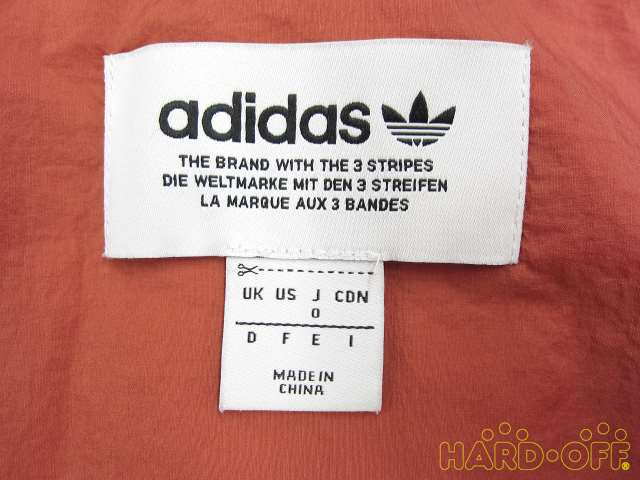 adidas
THE BRAND WITH THE 3 STRIPES
DIE WELTMARKE MIT DEN 3 STREIFEN
LA MARQUE AUX 3 BANDES
UK US J CDN
O
D F E I
MADE IN
CHINA
HARD·OFF®